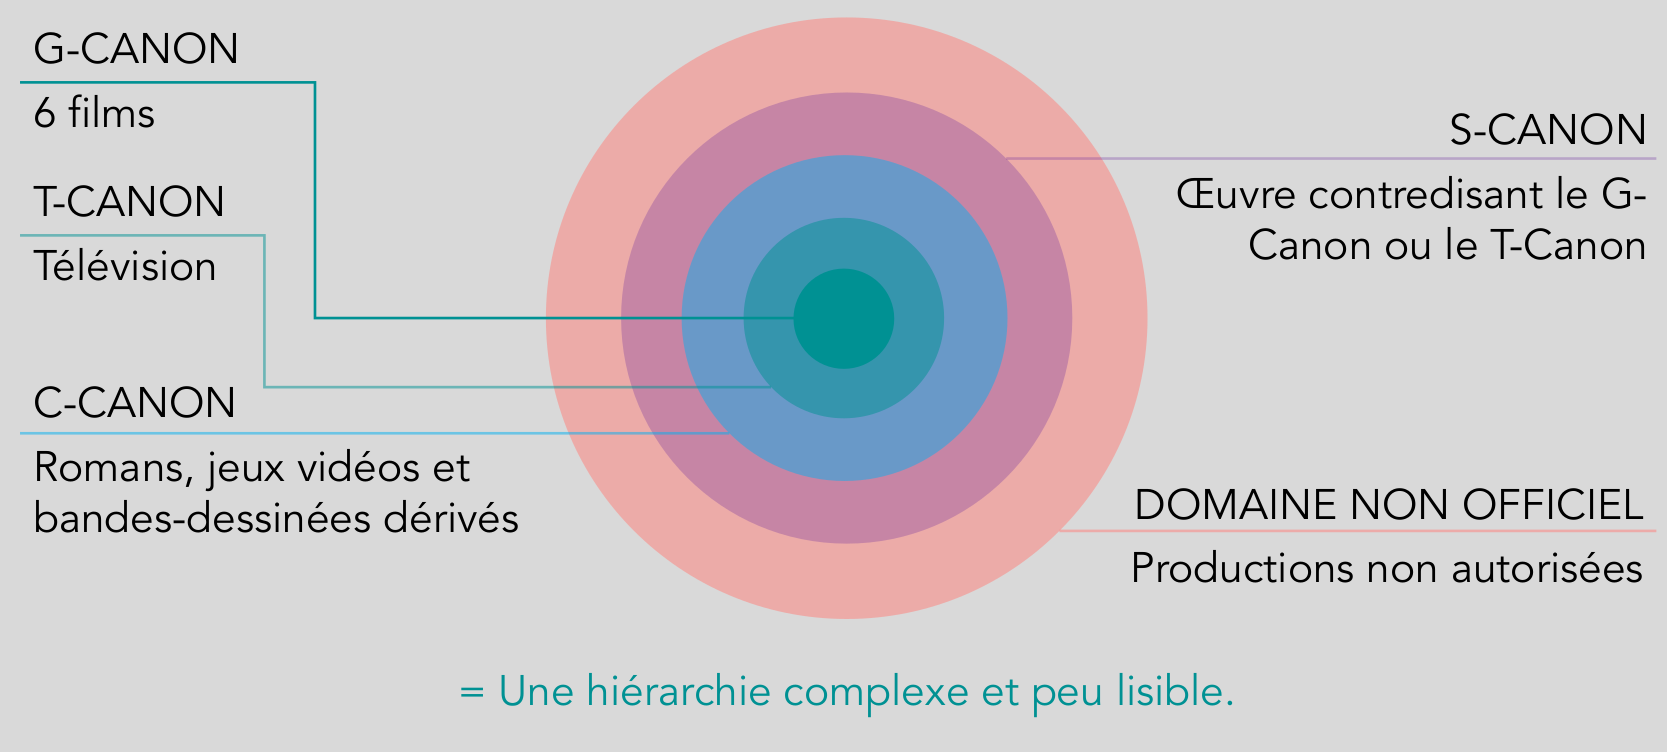 G-CANON
6 films
T-CANON
Télévision
C-CANON
Romans, jeux vidéos et
bandes-dessinées dérivés
S-CANON
Œuvre contredisant le G-
Canon ou le T-Canon
DOMAINE NON OFFICIEL
Productions non autorisées
= Une hiérarchie complexe et peu lisible.